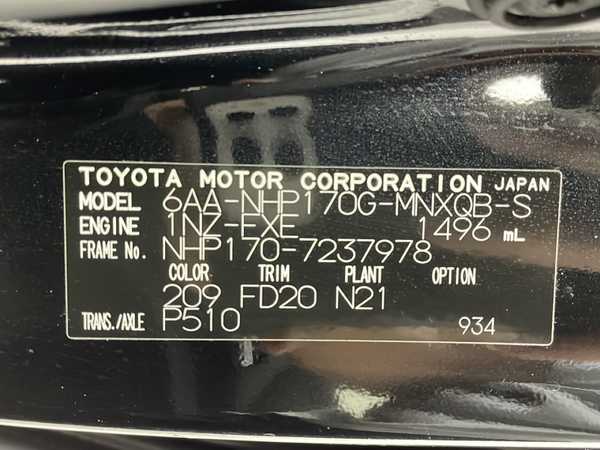 TOYOTA MOTOR CORPORATION JAPAN
MODEL 6AA-NHP170G-MNXQB-S
ENGINE 1NZ-EXE 1496 mL
FRAME No. NHP170-7237978
COLOR TRIM PLANT OPTION
209 FD20 N21
TRANS./AXLE P510 934